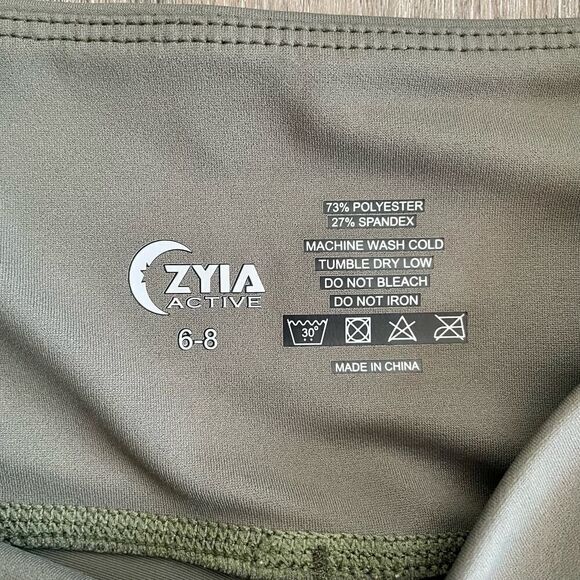 ZYIA
ACTIVE
6-8
73% POLYESTER
27% SPANDEX
MACHINE WASH COLD
TUMBLE DRY LOW
DO NOT BLEACH
DO NOT IRON
30°
MADE IN CHINA